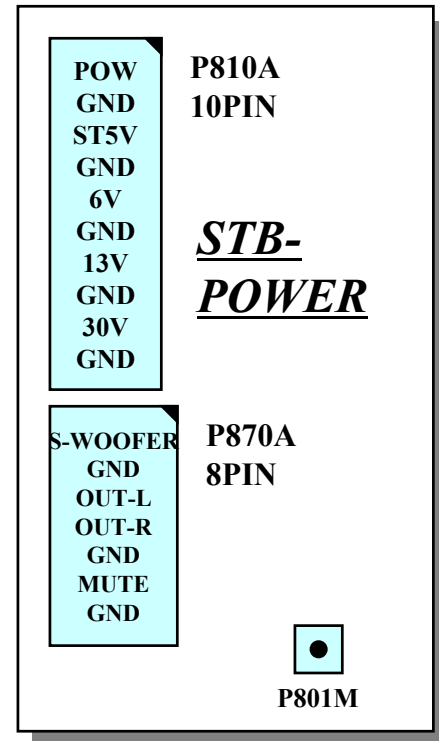 POW
GND
ST5V
GND
6V
GND
13V
GND
30V
GND
P810A
10PIN
STB-
POWER
S-WOOFER
GND
OUT-L
OUT-R
GND
MUTE
GND
P870A
8PIN
P801M